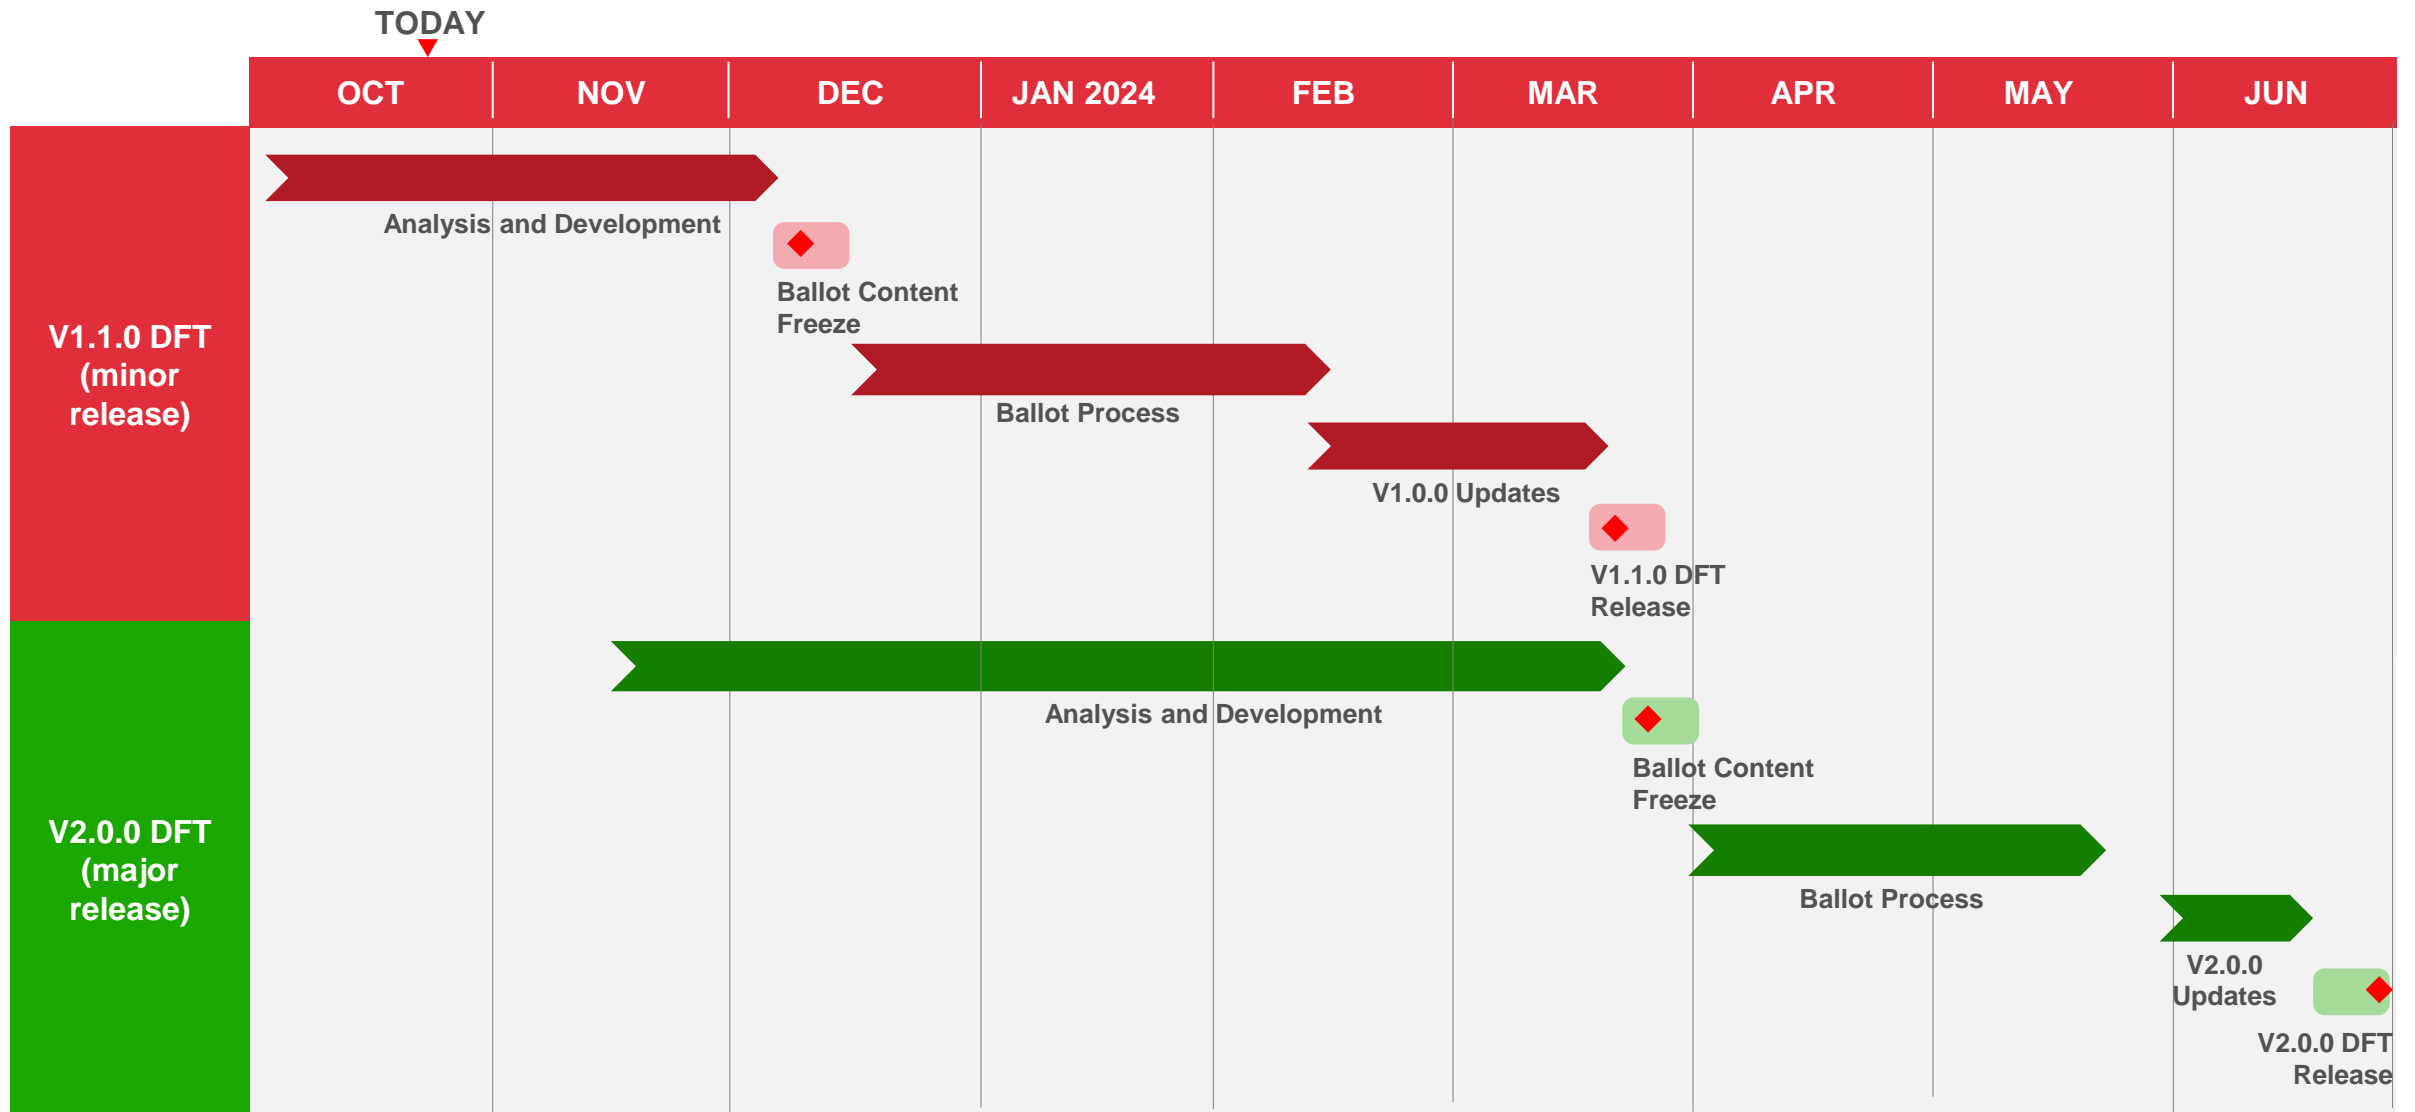 TODAY
OCT NOV DEC JAN 2024 FEB MAR APR MAY JUN
V1.1.0 DFT
(minor
release)
Analysis and Development
Ballot Content
Freeze
Ballot Process
V1.0.0 Updates
V1.1.0 DFT
Release
V2.0.0 DFT
(major
release)
Analysis and Development
Ballot Content
Freeze
Ballot Process
V2.0.0
Updates
V2.0.0 DFT
Release